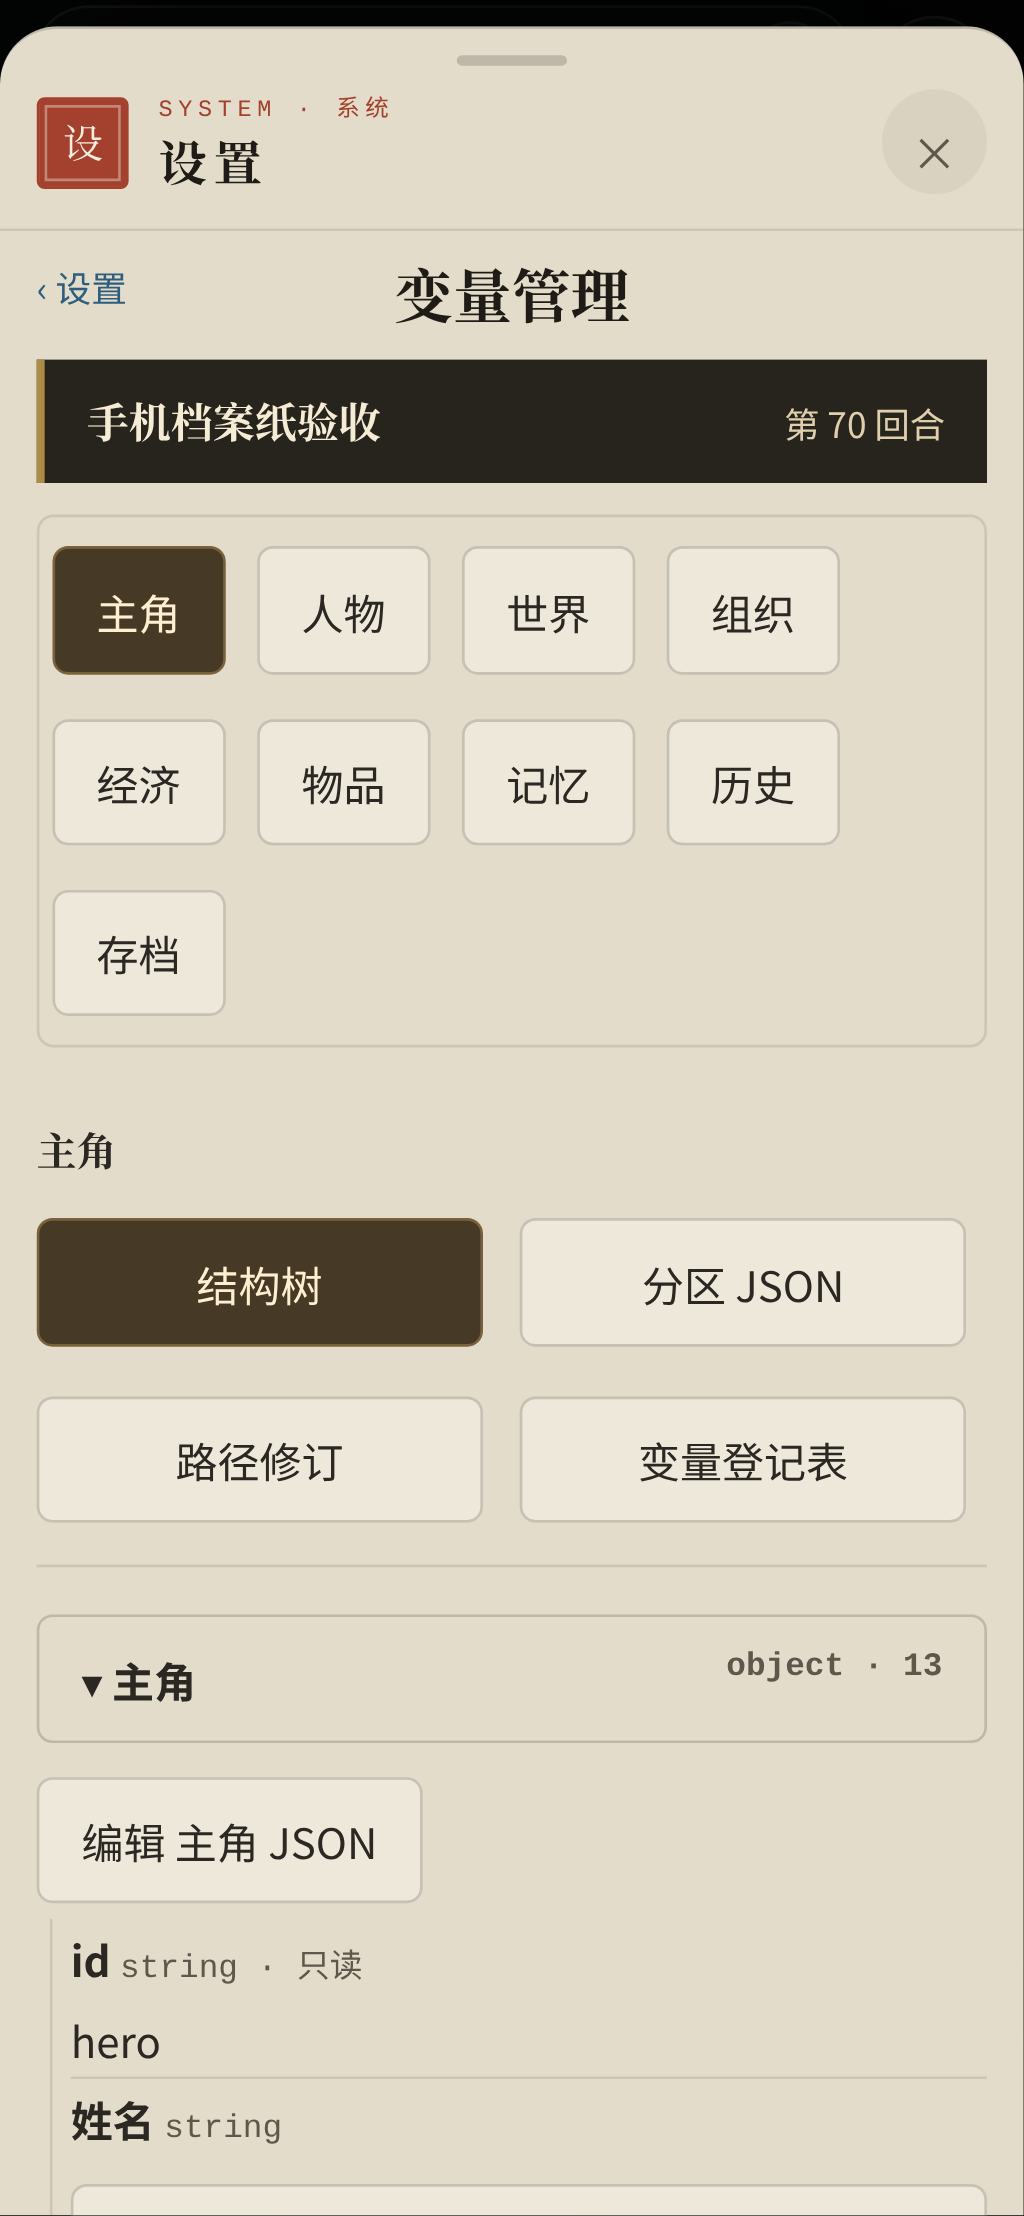 设
SYSTEM · 系统
设置
×
‹ 设置
变量管理
手机档案纸验收
第 70 回合
主角 人物 世界 组织
经济 物品 记忆 历史
存档
主角
结构树 分区 JSON
路径修订 变量登记表
▼ 主角 object · 13
编辑 主角 JSON
id string · 只读
hero
姓名 string